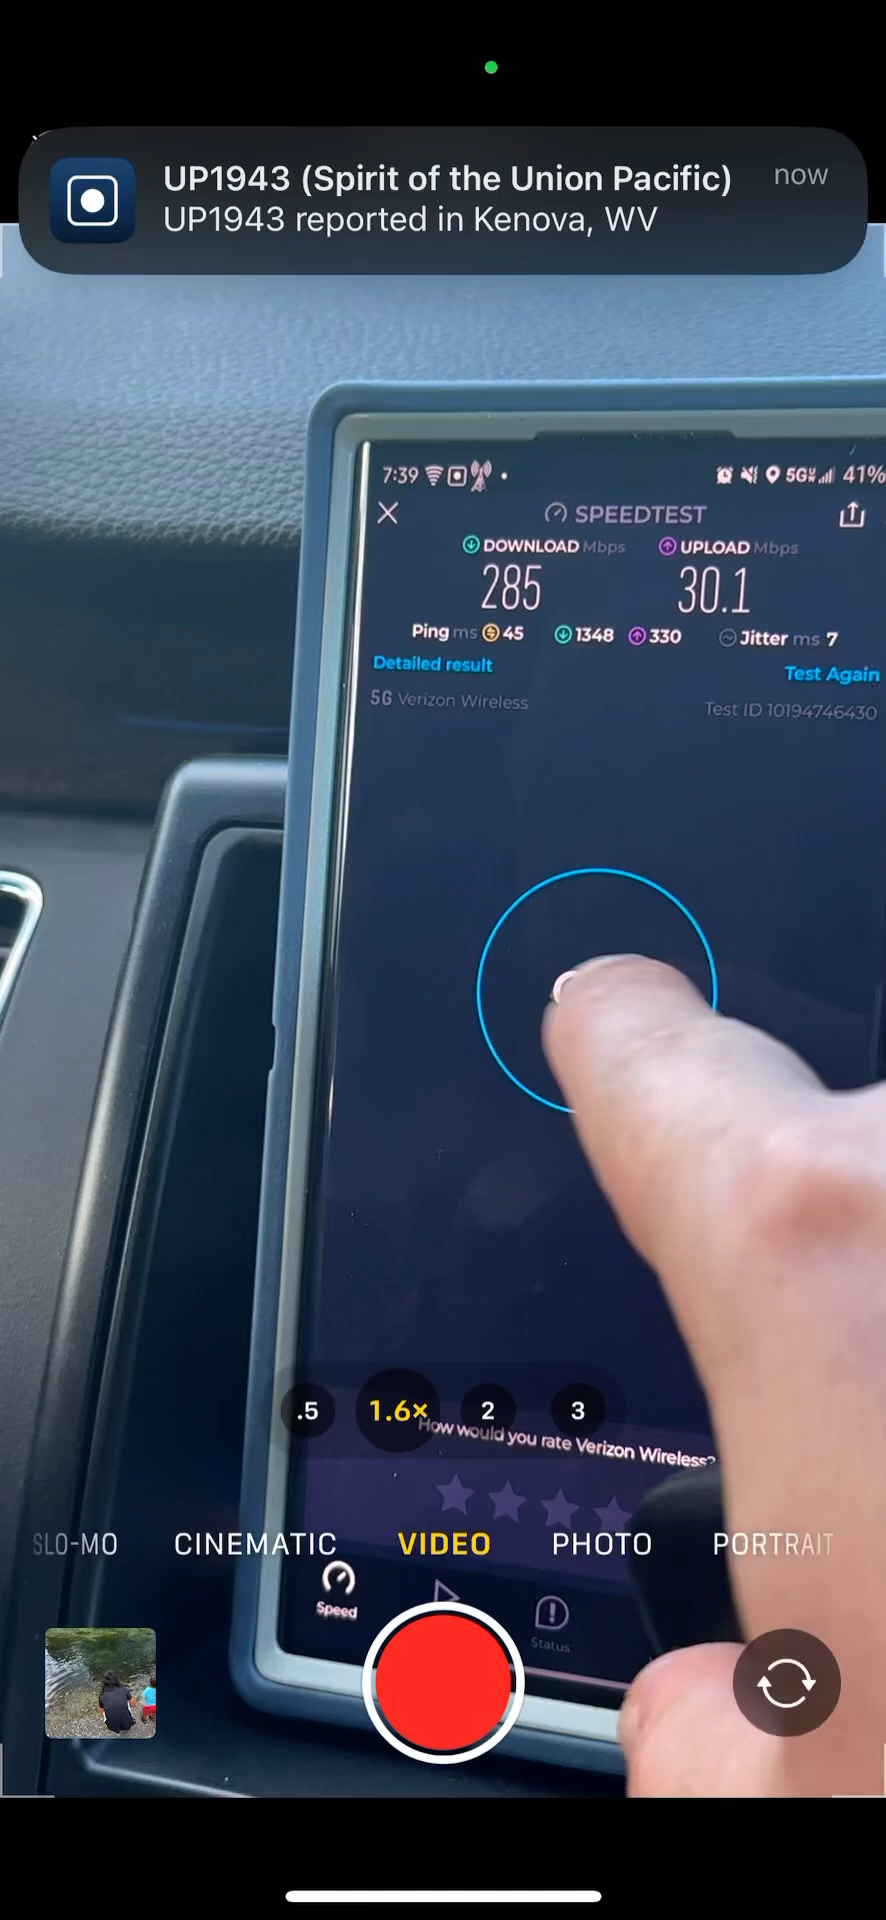 UP1943 (Spirit of the Union Pacific)
now
UP1943 reported in Kenova, WV
7:39
5G
41%
SPEEDTEST
DOWNLOAD Mbps
UPLOAD Mbps
285
30.1
Ping ms 45
1348
330
Jitter ms 7
Detailed result
Test Again
5G Verizon Wireless
Test ID 10194746430
.5
1.6×
2
3
How would you rate Verizon Wireless?
SLO-MO
CINEMATIC
VIDEO
PHOTO
PORTRAIT
Speed
Status